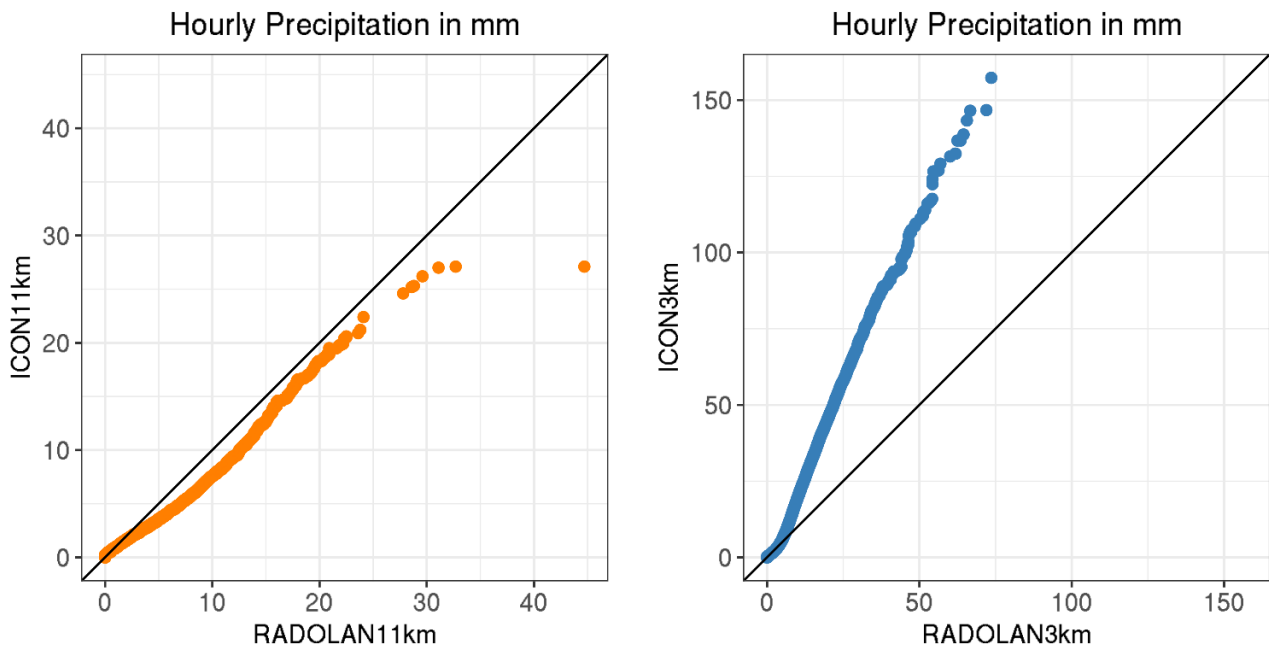 Hourly Precipitation in mm
ICON11km
40
30
20
10
0
0 10 20 30 40
RADOLAN11km
Hourly Precipitation in mm
ICON3km
150
100
50
0
0 50 100 150
RADOLAN3km